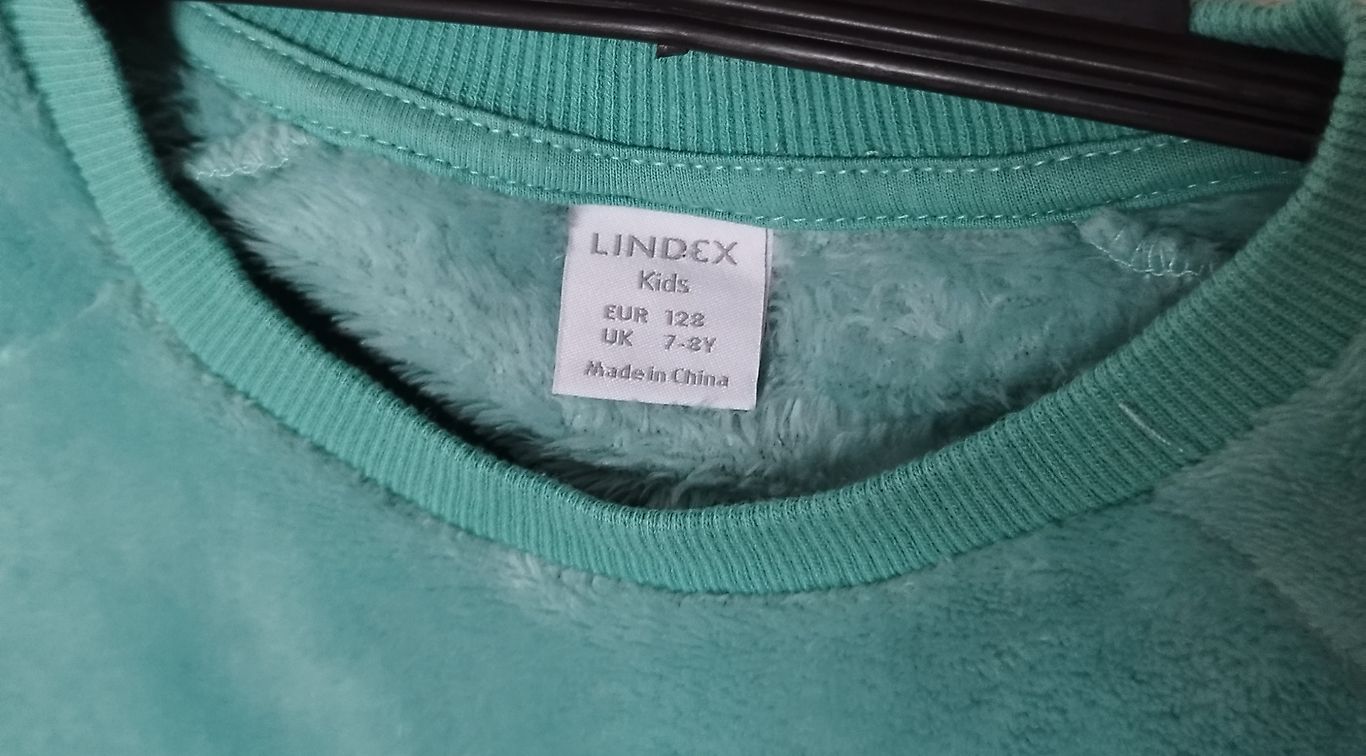 LINDEX
Kids
EUR 128
UK 7-8Y
Made in China